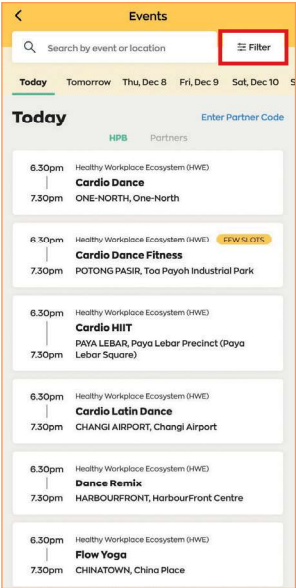 Events
Search by event or location
Filter
Today Tomorrow Thu, Dec 8 Fri, Dec 9 Sat, Dec 10 S
Today
Enter Partner Code
HPB Partners
6.30pm Healthy Workplace Ecosystem (HWE)
Cardio Dance
7.30pm ONE-NORTH, One-North
6.30pm Healthy Workplace Ecosystem (HWE) FEW SLOTS
Cardio Dance Fitness
7.30pm POTONG PASIR, Toa Payoh Industrial Park
6.30pm Healthy Workplace Ecosystem (HWE)
Cardio HIIT
PAYA LEBAR, Paya Lebar Precinct (Paya
7.30pm Lebar Square)
6.30pm Healthy Workplace Ecosystem (HWE)
Cardio Latin Dance
7.30pm CHANGI AIRPORT, Changi Airport
6.30pm Healthy Workplace Ecosystem (HWE)
Dance Remix
7.30pm HARBOURFRONT, HarbourFront Centre
6.30pm Healthy Workplace Ecosystem (HWE)
Flow Yoga
7.30pm CHINATOWN, China Place